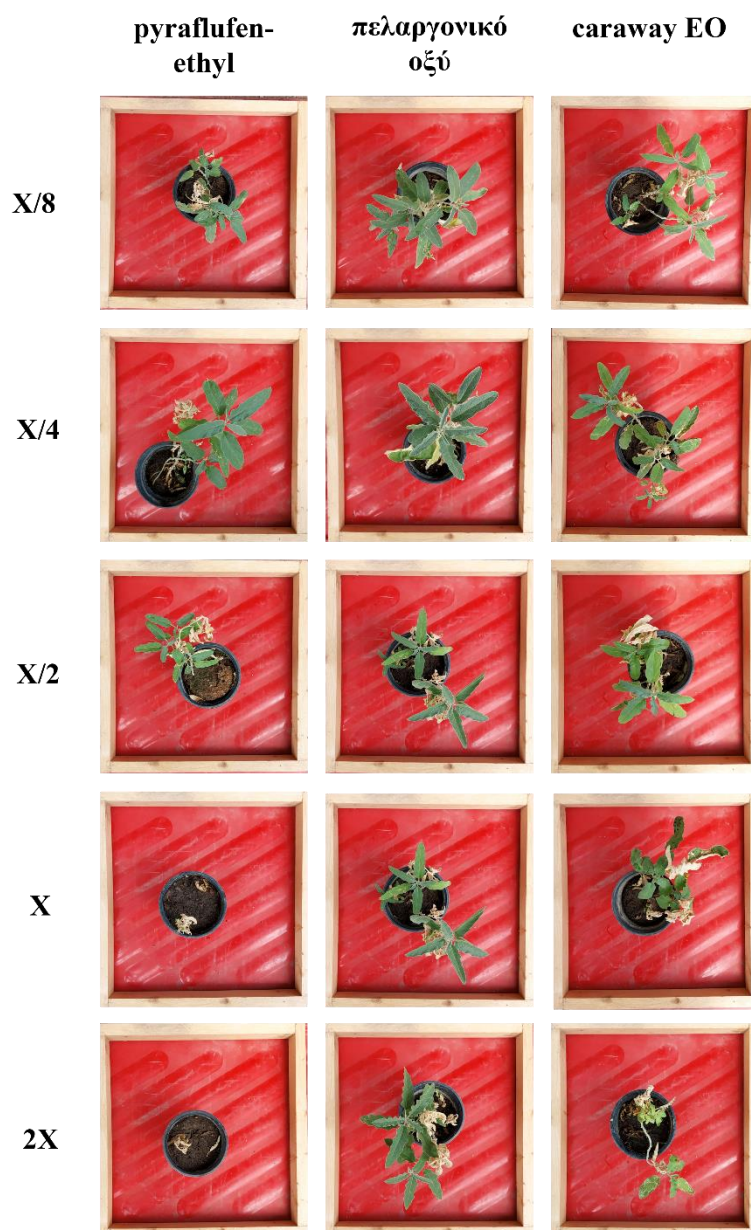 pyraflufen-
ethyl
πελαργονικό
οξύ
caraway EO
X/8
X/4
X/2
X
2X